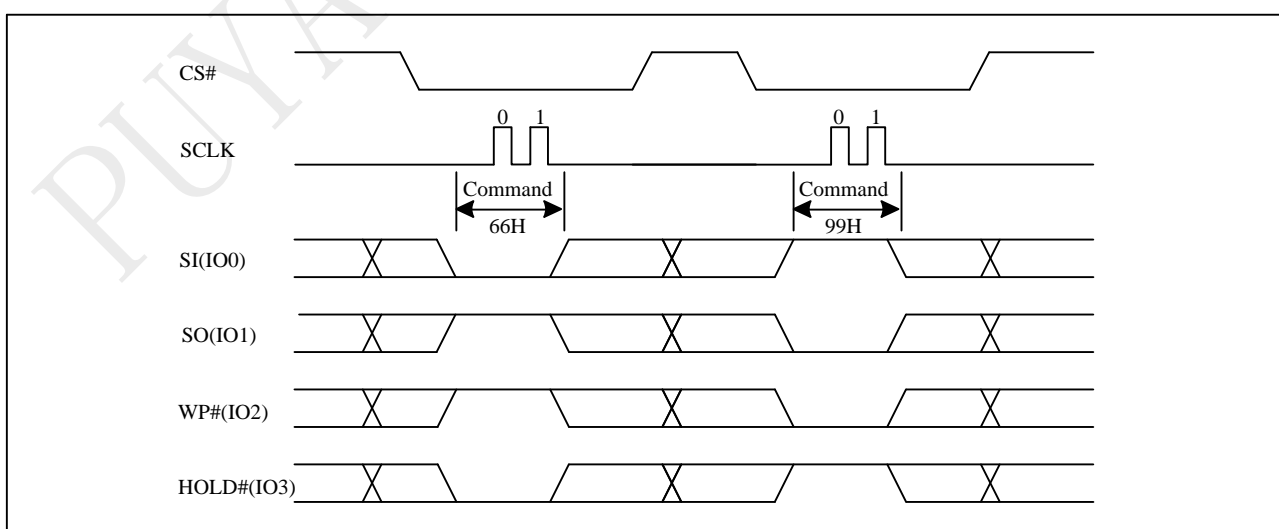 PUYA
CS#
0 1 0 1
SCLK
Command Command
66H 99H
SI(IO0)
SO(IO1)
WP#(IO2)
HOLD#(IO3)